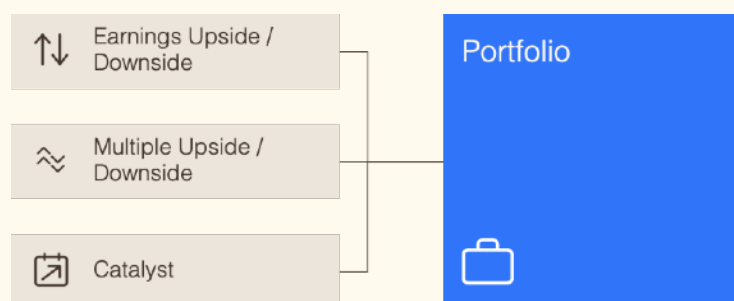 Earnings Upside /
Downside
Multiple Upside /
Downside
Catalyst
Portfolio